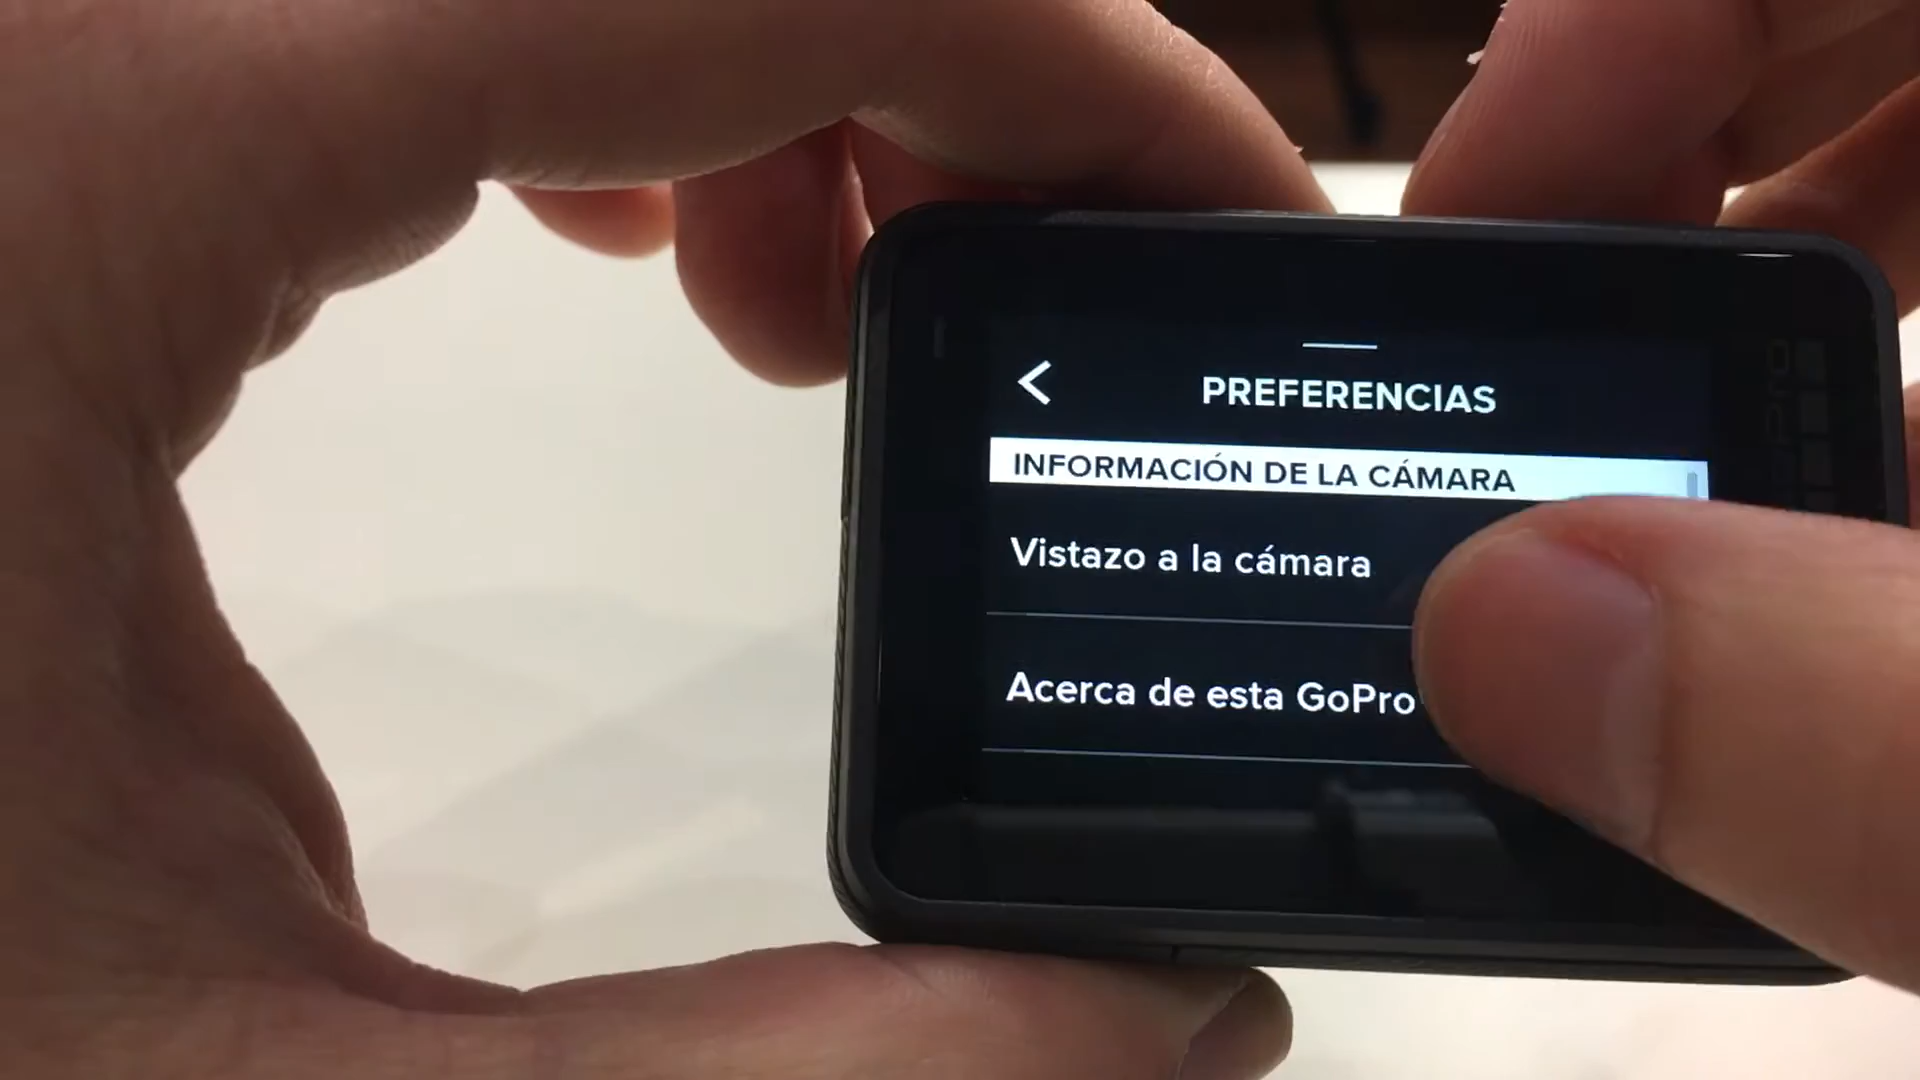 PREFERENCIAS
INFORMACIÓN DE LA CÁMARA
Vistazo a la cámara
Acerca de esta GoPro